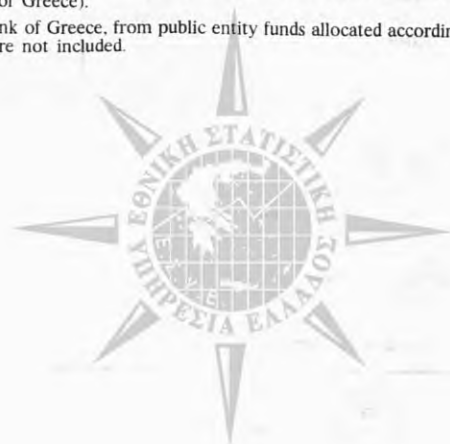 of Greece).
nk of Greece, from public entity funds allocated accordin
re not included.
ΕΘΝΙΚΗ ΣΤΑΤΙΣΤΙΚΗ
ΥΠΗΡΕΣΙΑ ΕΛΛΑΔΟΣ
Ε.Σ.Υ.Ε.